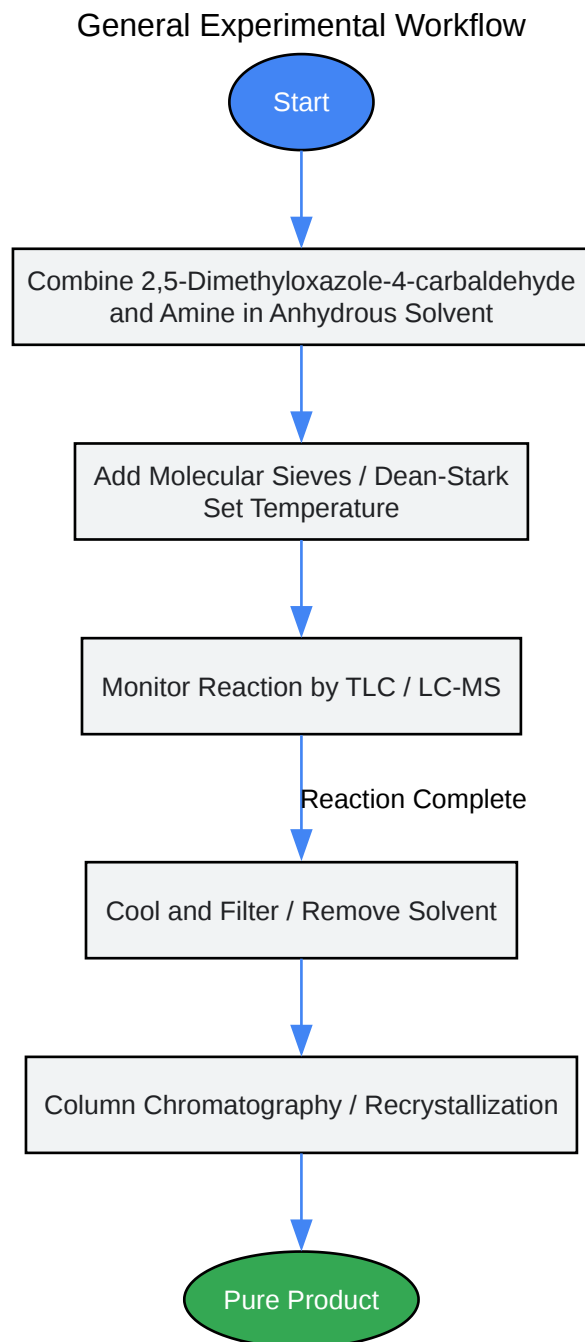 General Experimental Workflow
Start
Combine 2,5-Dimethyloxazole-4-carbaldehyde
and Amine in Anhydrous Solvent
Add Molecular Sieves / Dean-Stark
Set Temperature
Monitor Reaction by TLC / LC-MS
Reaction Complete
Cool and Filter / Remove Solvent
Column Chromatography / Recrystallization
Pure Product